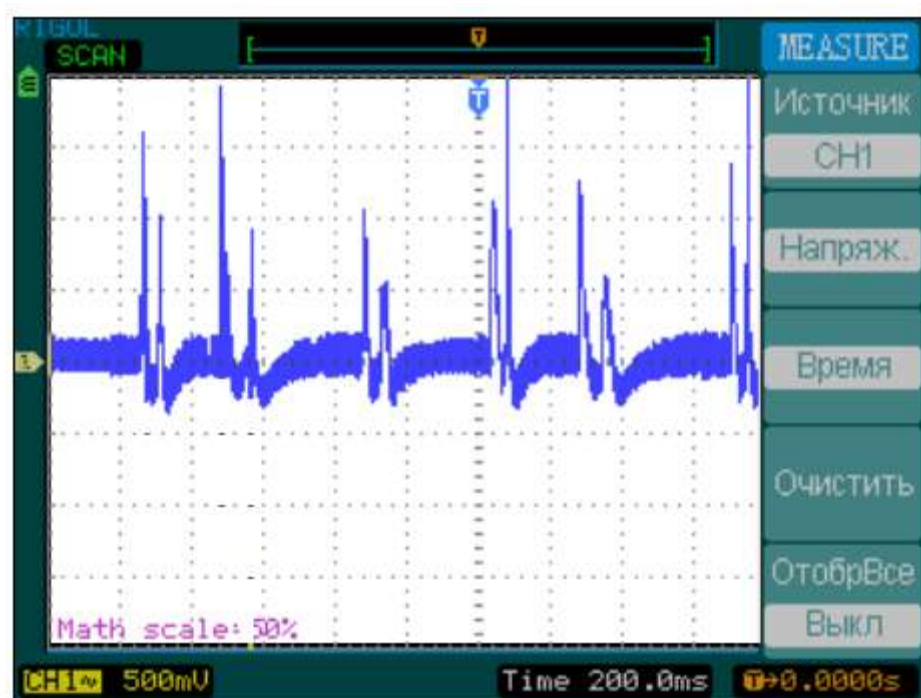 RIGOL
SCAN
T
MEASURE
Источник
CH1
T
Напряж.
1
Время
Очистить
ОтобрВсе
Math scale: 50%
Выкл
CH1~ 500mV
Time 200.0ms
T→0.0000s